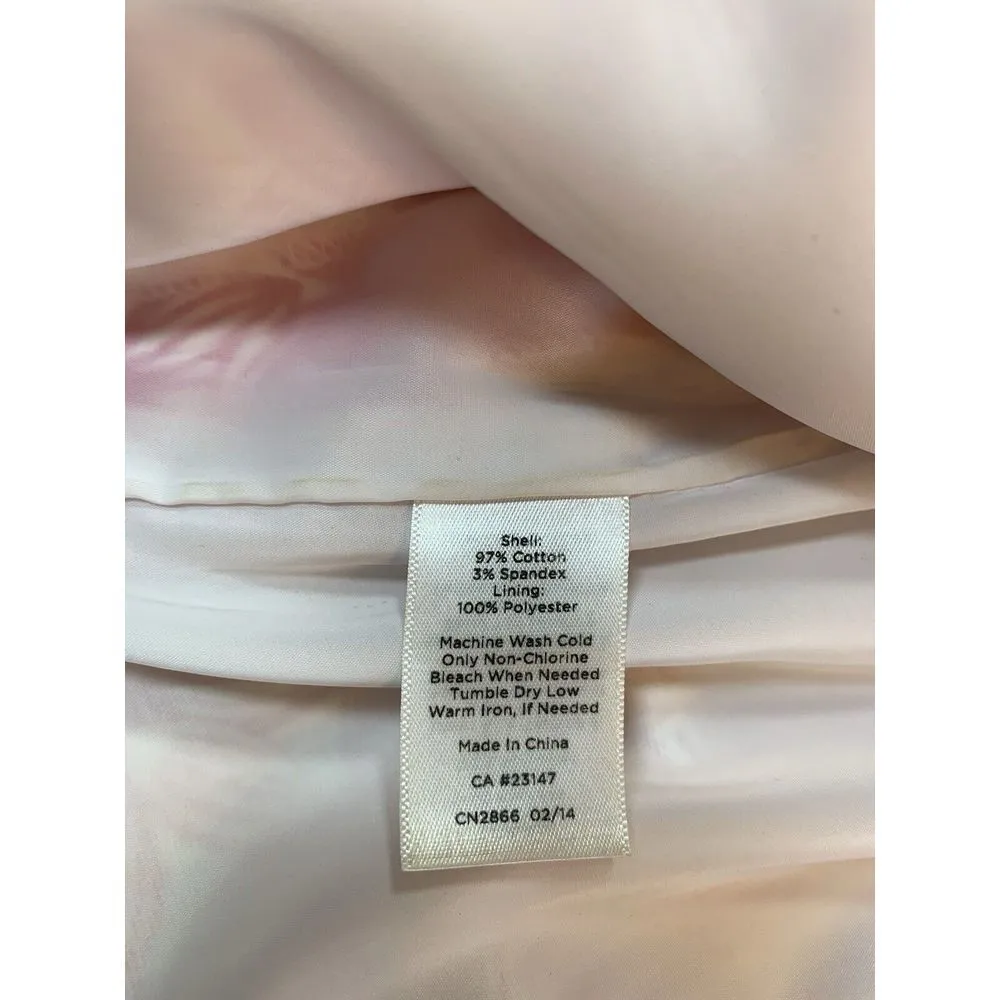 Shell:
97% Cotton
3% Spandex
Lining:
100% Polyester
Machine Wash Cold
Only Non-Chlorine
Bleach When Needed
Tumble Dry Low
Warm Iron, If Needed
Made In China
CA #23147
CN2866 02/14